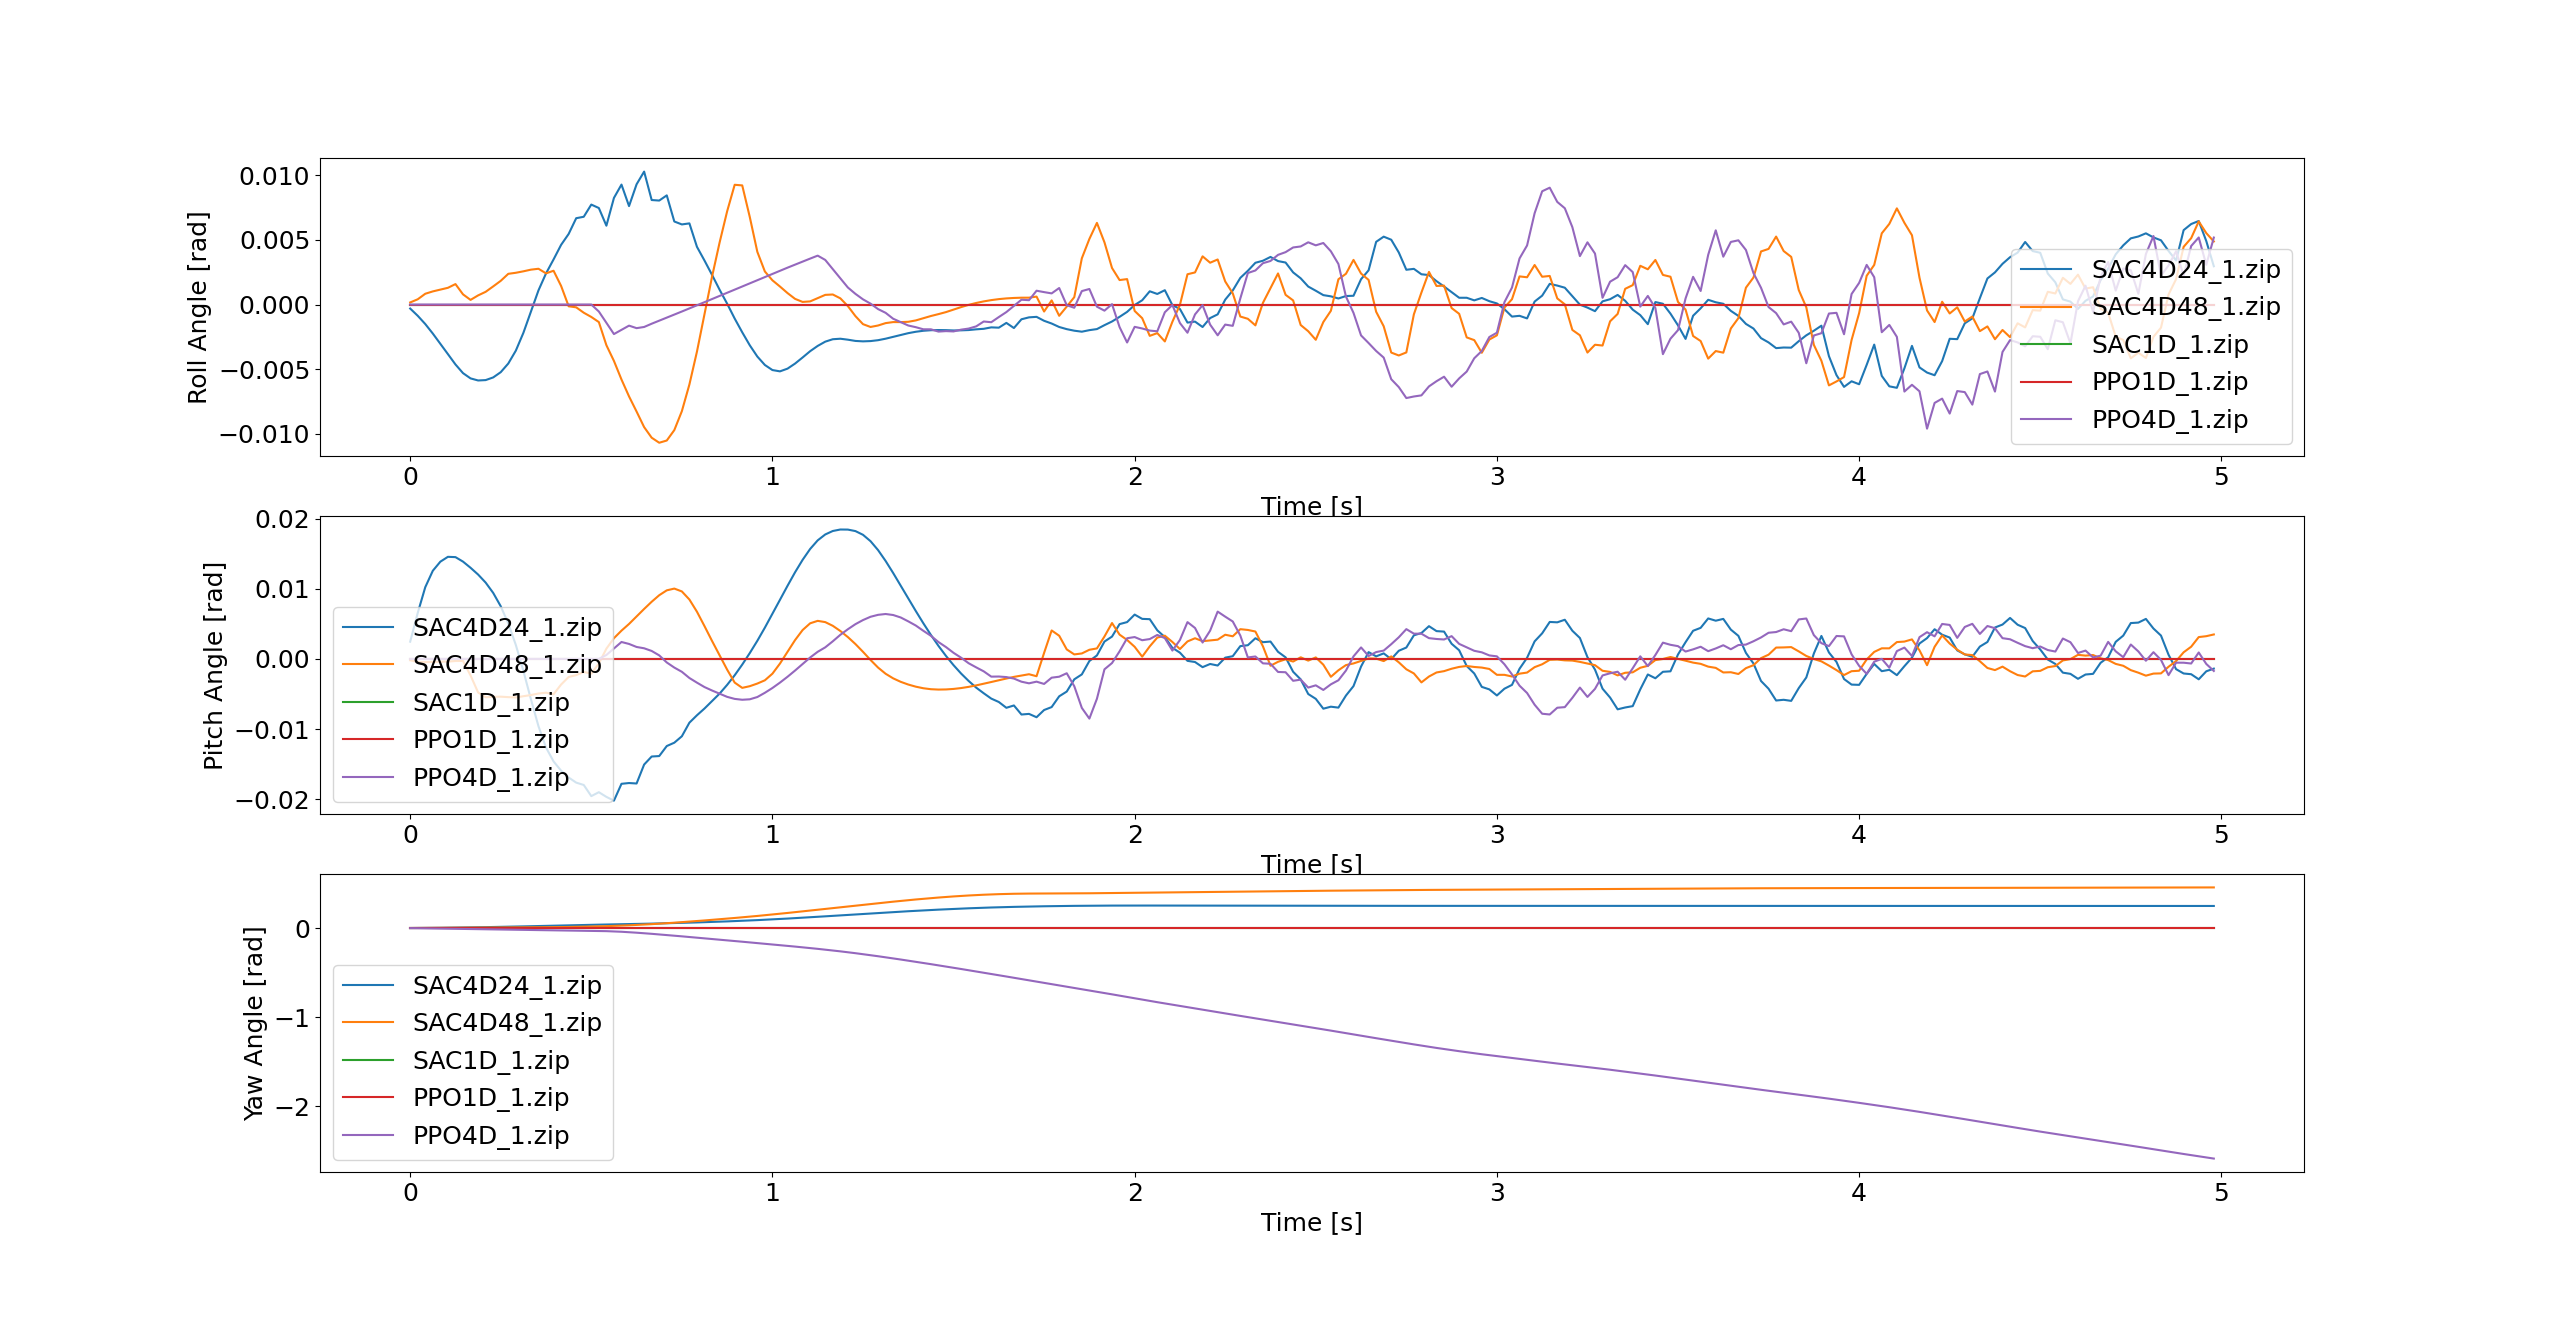 Roll Angle [rad]
0.010
0.005
0.000
−0.005
−0.010
SAC4D24_1.zip
SAC4D48_1.zip
SAC1D_1.zip
PPO1D_1.zip
PPO4D_1.zip
0 1 2 3 4 5
Time [s]
Pitch Angle [rad]
0.02
0.01
0.00
−0.01
−0.02
SAC4D24_1.zip
SAC4D48_1.zip
SAC1D_1.zip
PPO1D_1.zip
PPO4D_1.zip
0 1 2 3 4 5
Time [s]
Yaw Angle [rad]
0
−1
−2
SAC4D24_1.zip
SAC4D48_1.zip
SAC1D_1.zip
PPO1D_1.zip
PPO4D_1.zip
0 1 2 3 4 5
Time [s]